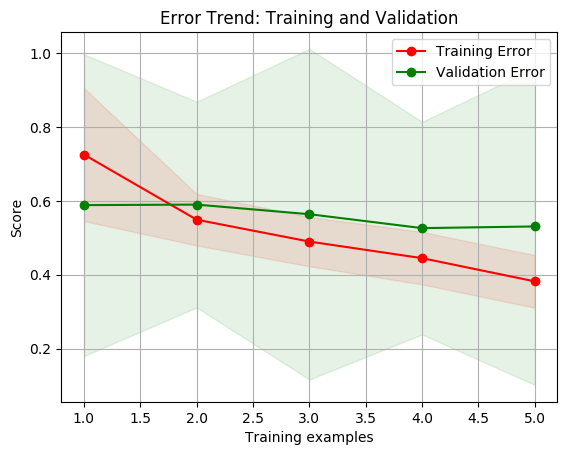 Error Trend: Training and Validation
Training Error
Validation Error
Score
1.0
0.8
0.6
0.4
0.2
1.0 1.5 2.0 2.5 3.0 3.5 4.0 4.5 5.0
Training examples